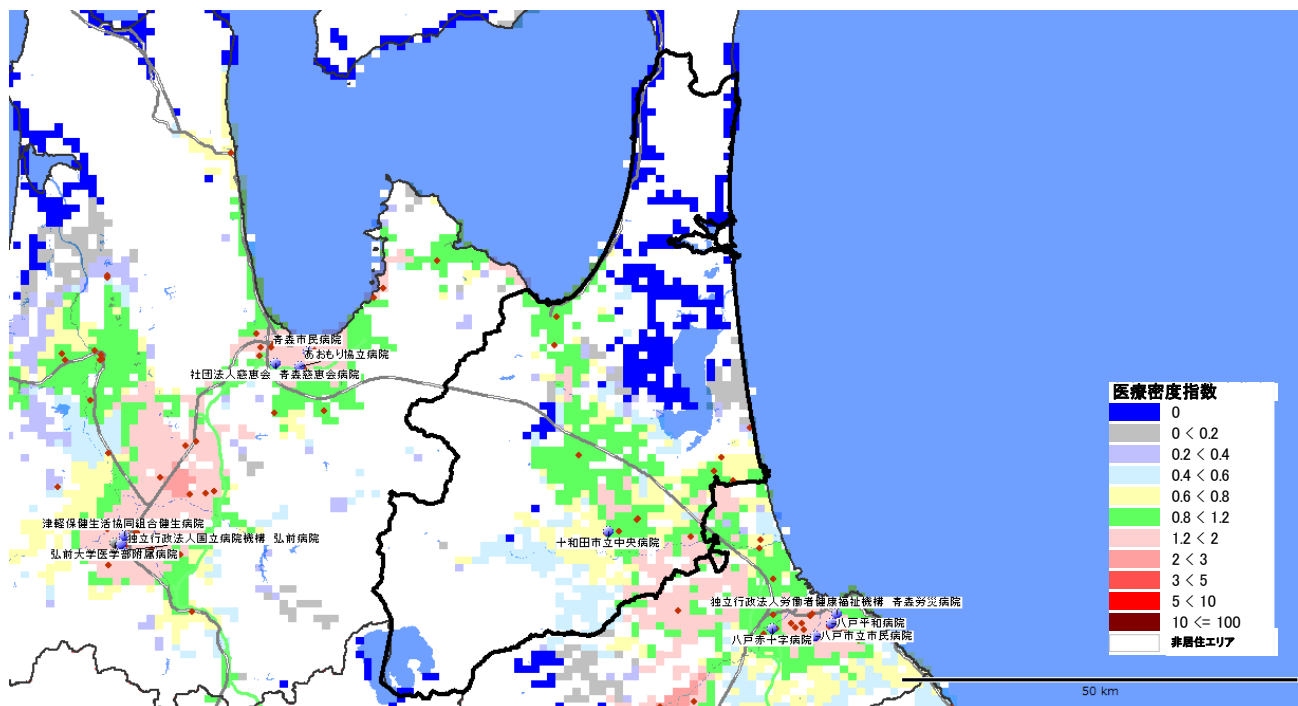 青森市民病院
あおもり協立病院
社団法人慈恵会 青森慈恵会病院
津軽保健生活協同組合健生病院
独立行政法人国立病院機構 弘前病院
弘前大学医学部附属病院
十和田市立中央病院
独立行政法人労働者健康福祉機構 青森労災病院
八戸平和病院
八戸赤十字病院
八戸市立市民病院
医療密度指数
0
0 < 0.2
0.2 < 0.4
0.4 < 0.6
0.6 < 0.8
0.8 < 1.2
1.2 < 2
2 < 3
3 < 5
5 < 10
10 <= 100
非居住エリア
50 km